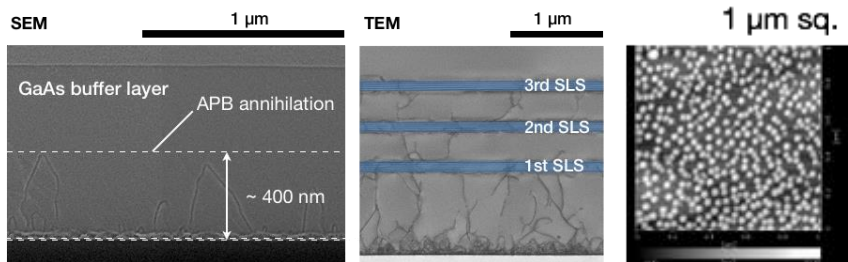 SEM
1 µm
GaAs buffer layer
APB annihilation
~ 400 nm
TEM
1 µm
3rd SLS
2nd SLS
1st SLS
1 µm sq.